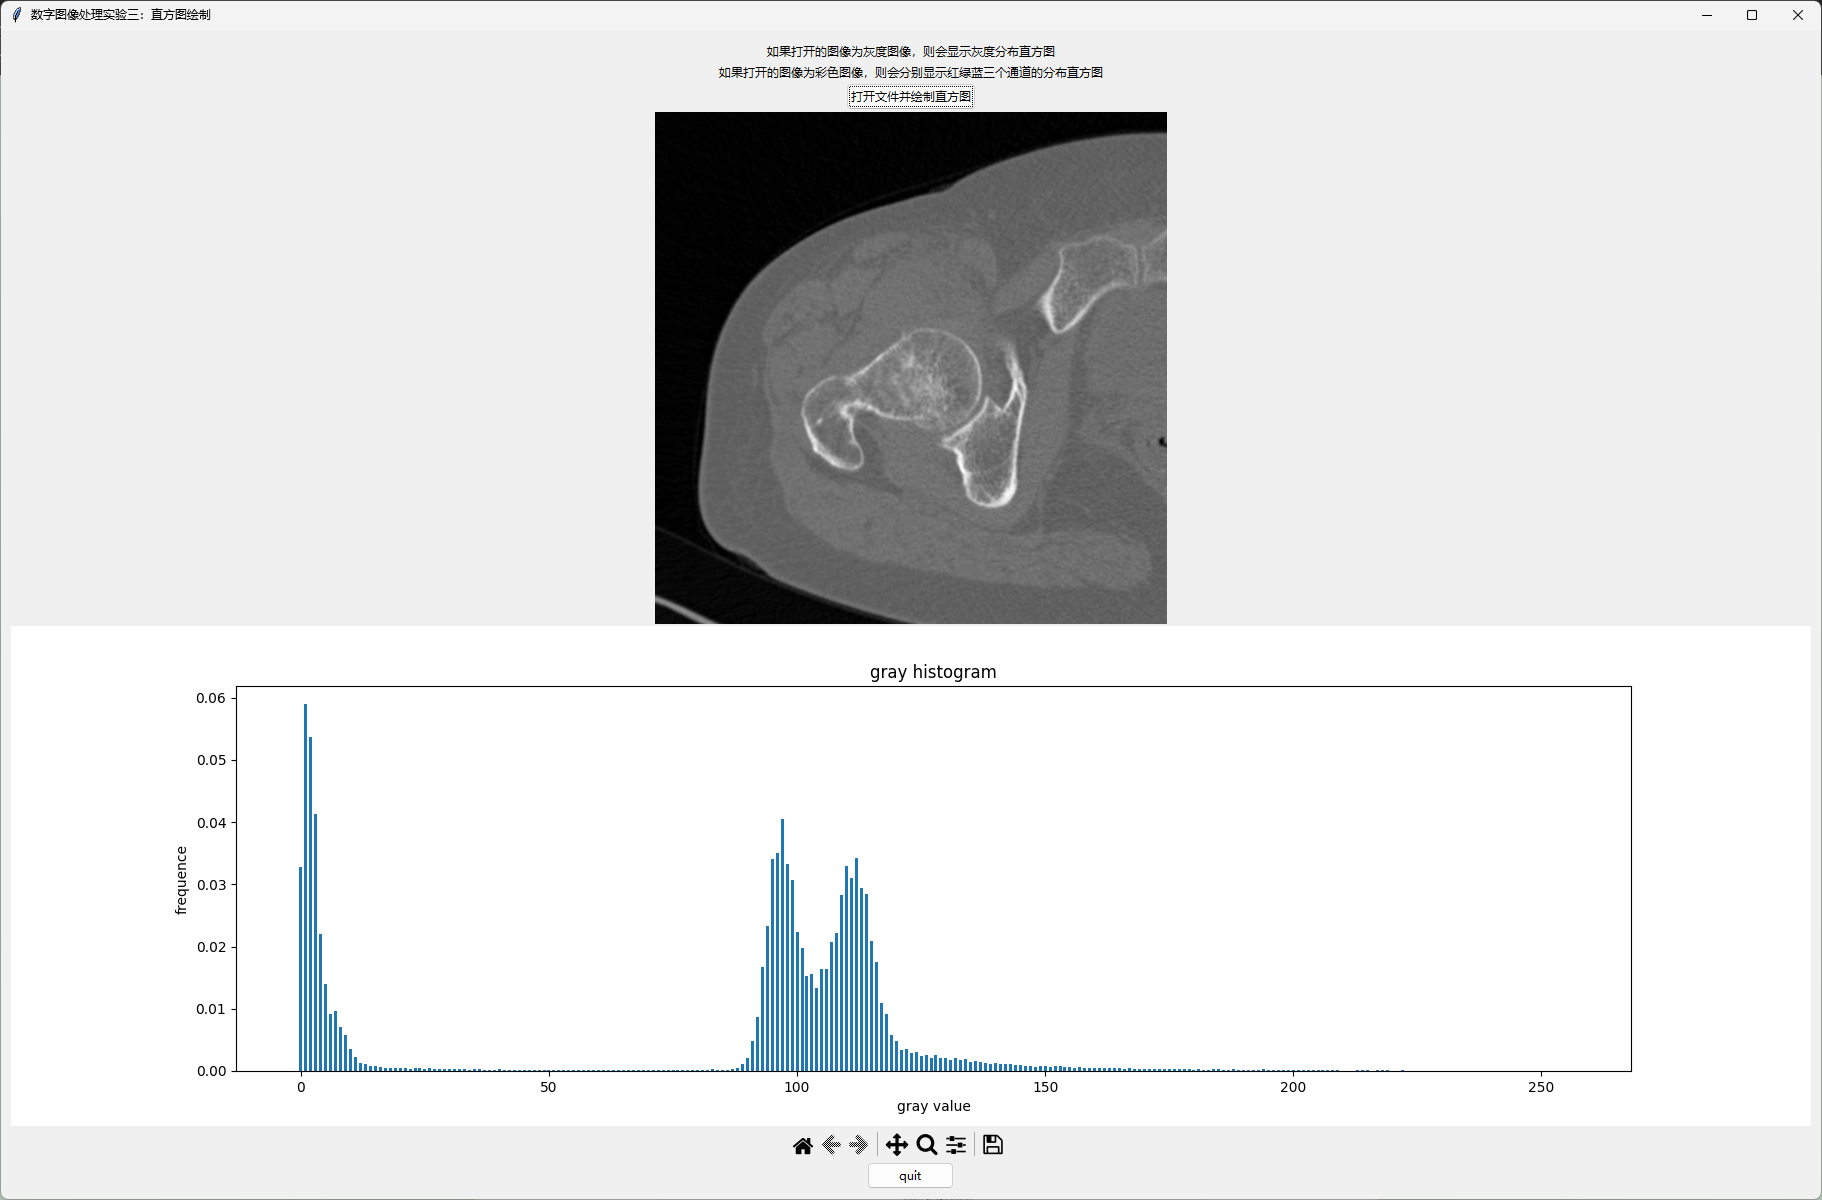 数字图像处理实验三：直方图绘制
如果打开的图像为灰度图像，则会显示灰度分布直方图
如果打开的图像为彩色图像，则会分别显示红绿蓝三个通道的分布直方图
打开文件并绘制直方图
gray histogram
0.06
0.05
0.04
0.03
0.02
0.01
0.00
frequence
0 50 100 150 200 250
gray value
quit